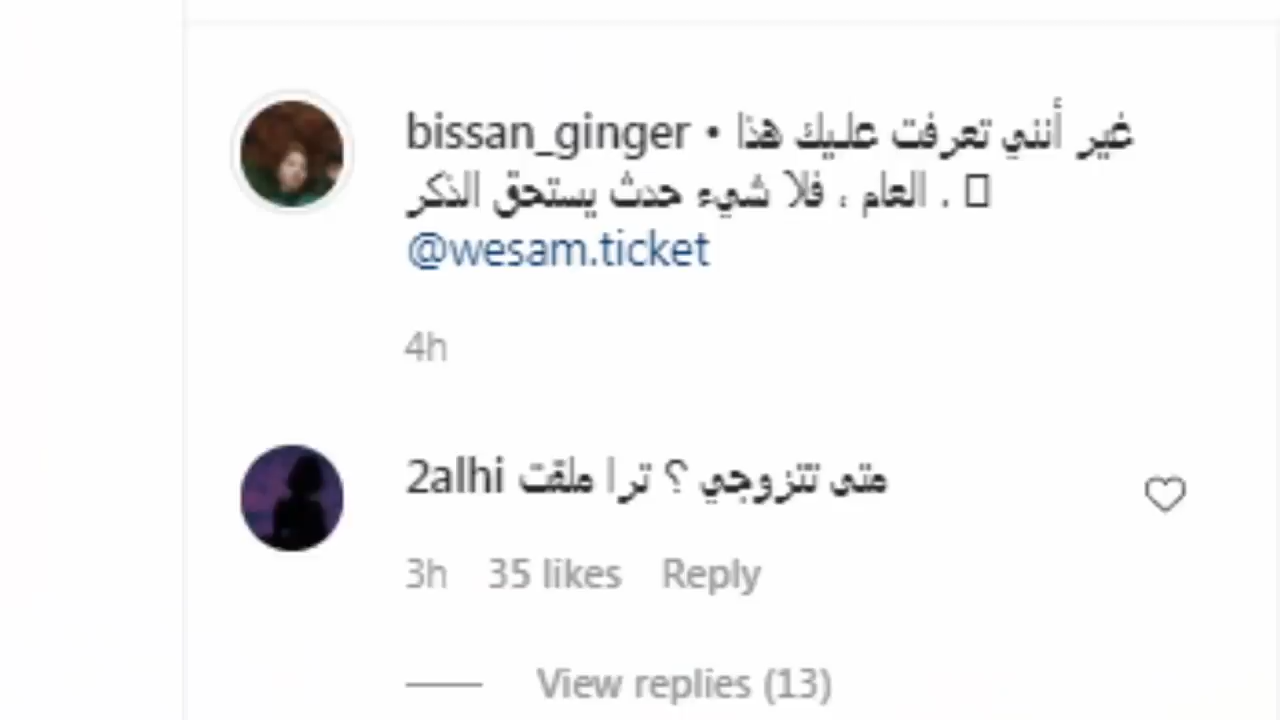 bissan_ginger • غير أنني تعرفت عليك هذا
العام ، فلا شيء حدث يستحق الذكر . 
@wesam.ticket
4h
2alhi متى تتزوجي ؟ ترا ملقت
3h 35 likes Reply
View replies (13)